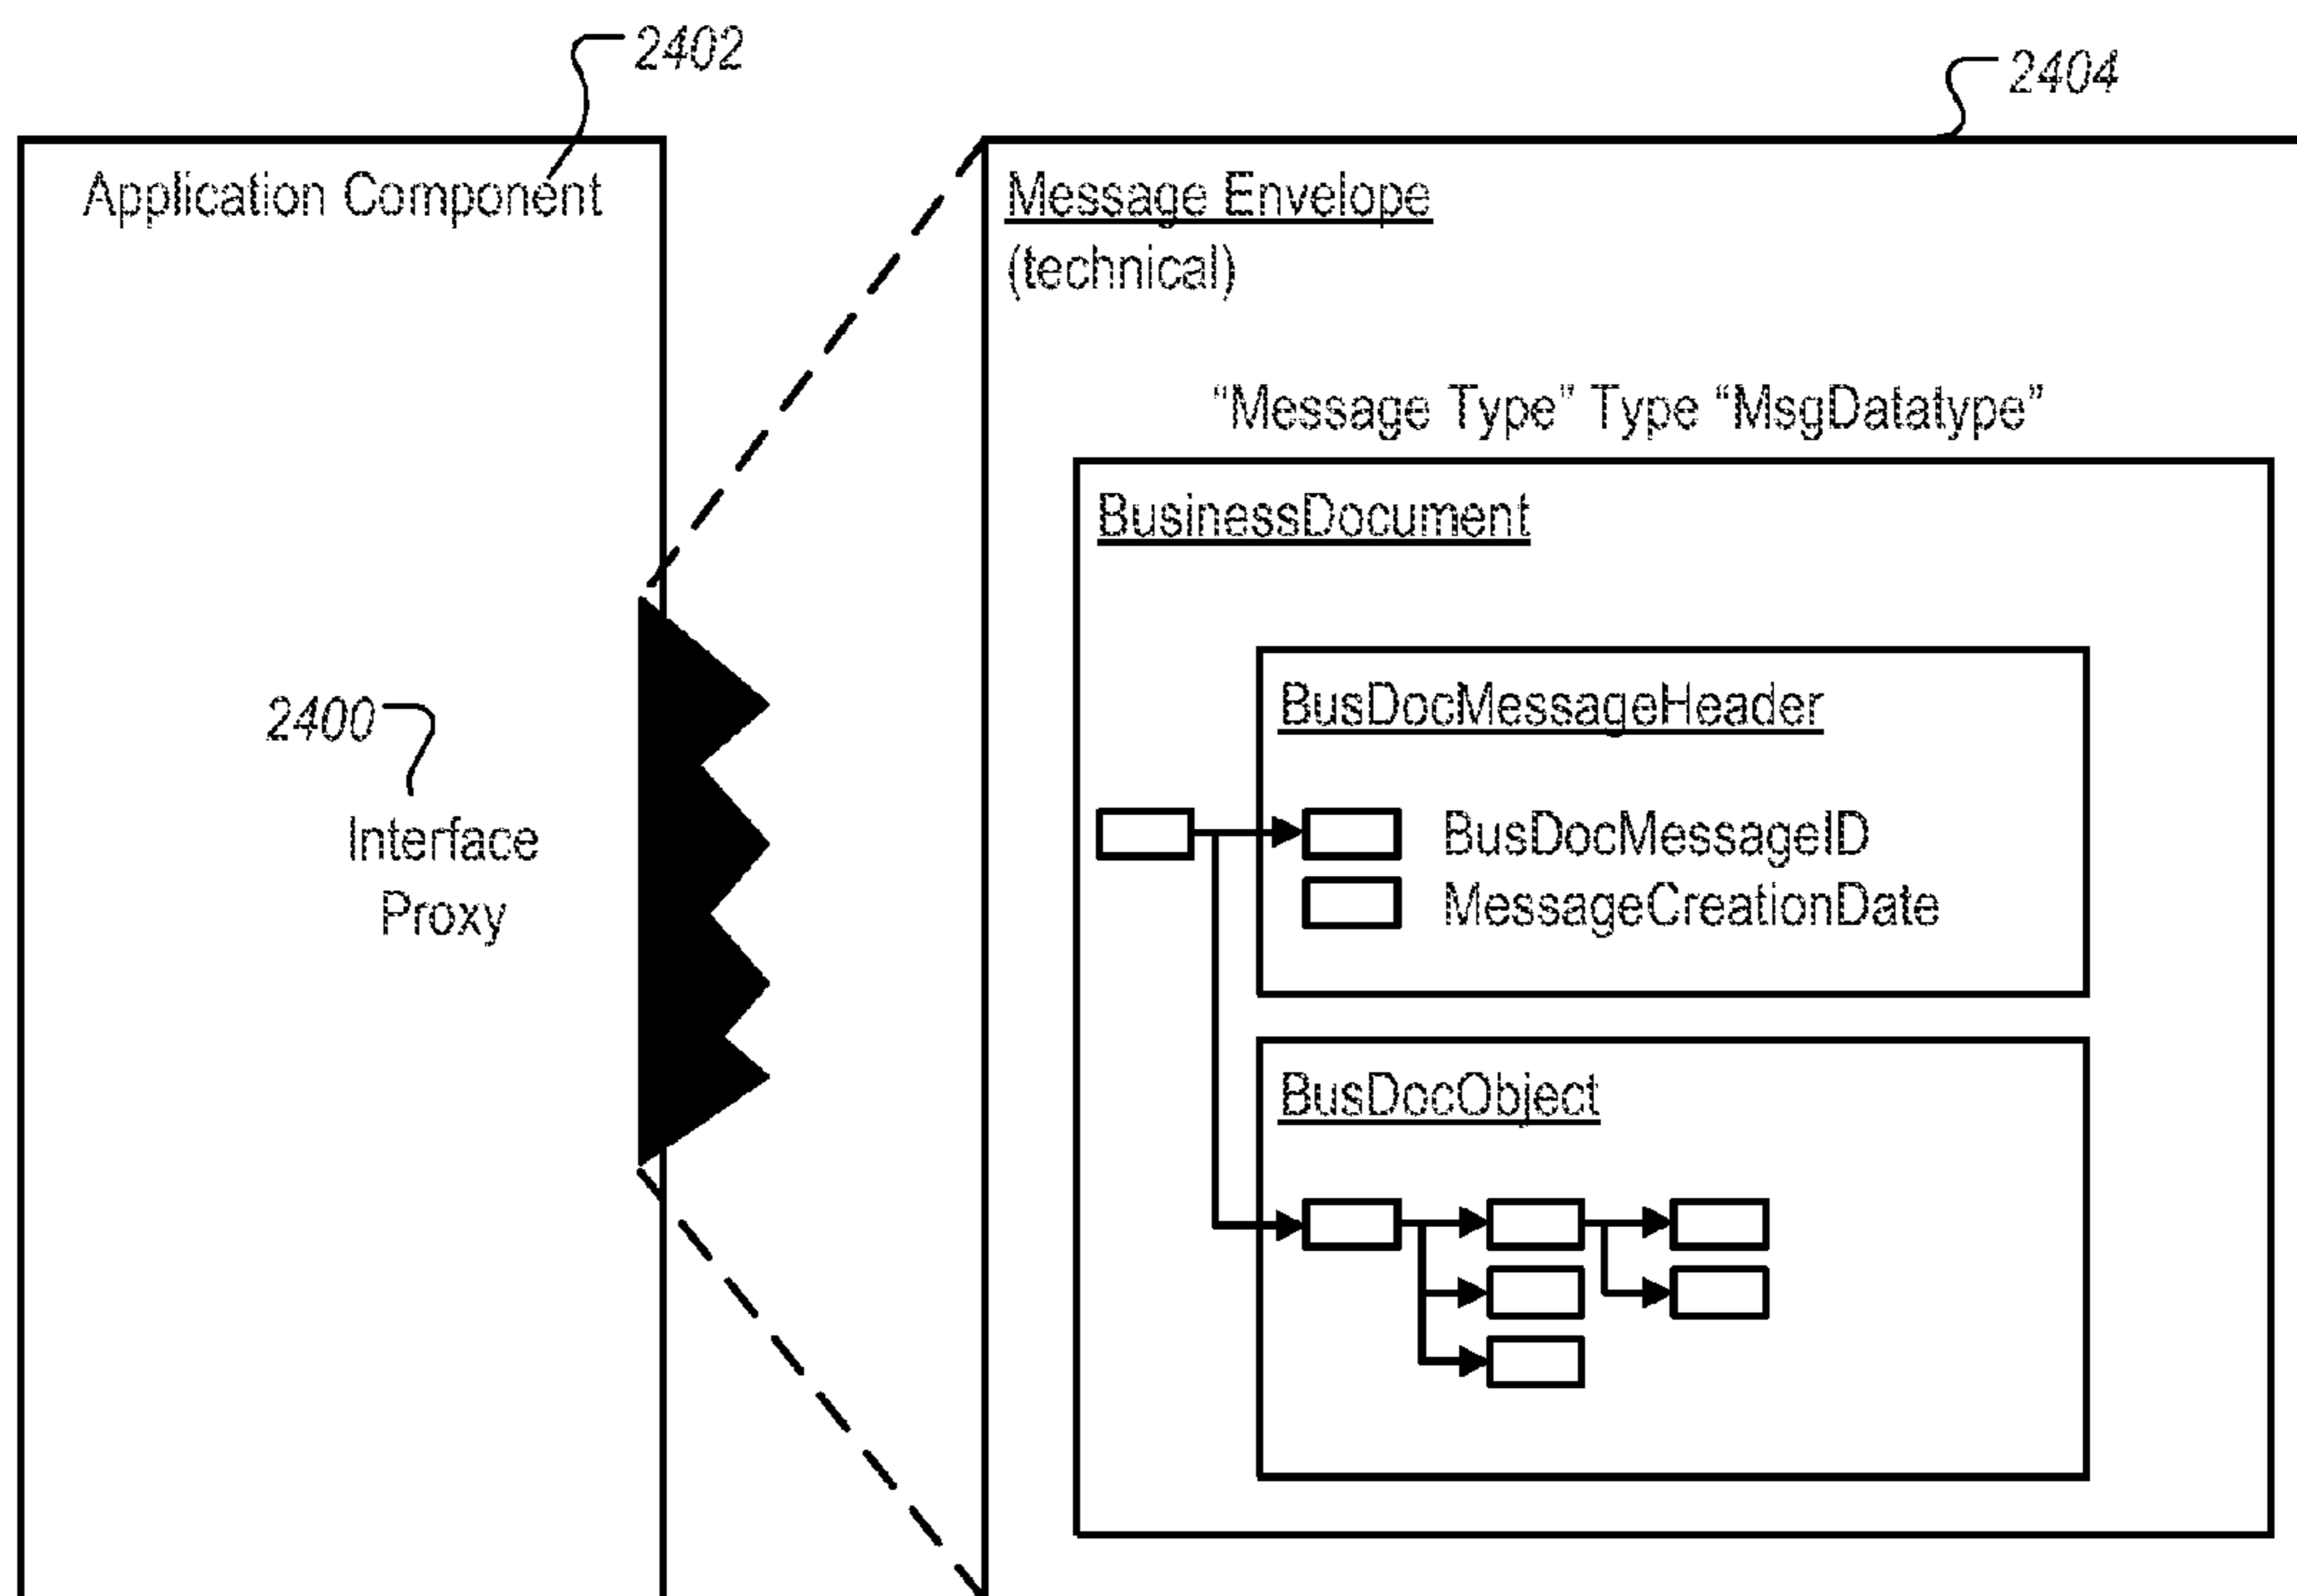 2402
2404
Application Component
Message Envelope
(technical)
“Message Type” Type “MsgDatatype”
BusinessDocument
BusDocMessageHeader
2400
Interface
Proxy
BusDocMessageID
MessageCreationDate
BusDocObject